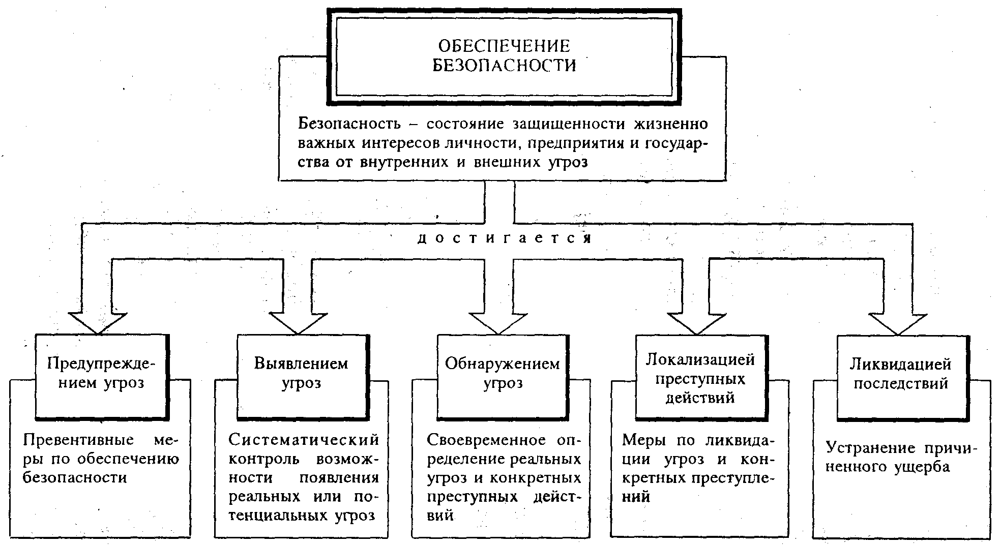 ОБЕСПЕЧЕНИЕ
БЕЗОПАСНОСТИ
Безопасность – состояние защищенности жизненно
важных интересов личности, предприятия и государ-
ства от внутренних и внешних угроз
достигается
Предупрежде-
нием угроз
Превентивные ме-
ры по обеспечению
безопасности
Выявлением
угроз
Систематический
контроль возмож-
ности появления
реальных или по-
тенциальных угроз
Обнаружением
угроз
Своевременное оп-
ределение реальных
угроз и конкретных
преступных дейст-
вий
Локализацией
преступных
действий
Меры по ликвида-
ции угроз и кон-
кретных преступле-
ний
Ликвидацией
последствий
Устранение причи-
ненного ущерба